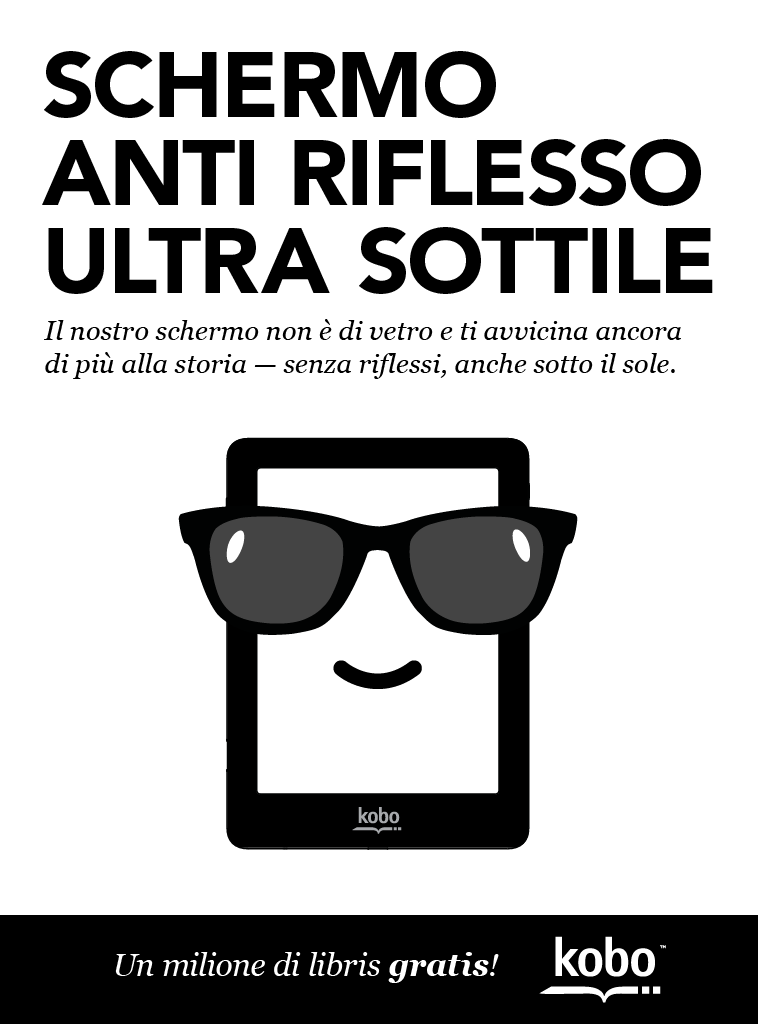 SCHERMO
ANTI RIFLESSO
ULTRA SOTTILE
Il nostro schermo non è di vetro e ti avvicina ancora
di più alla storia — senza riflessi, anche sotto il sole.
kobo
Un milione di libris gratis!
kobo™